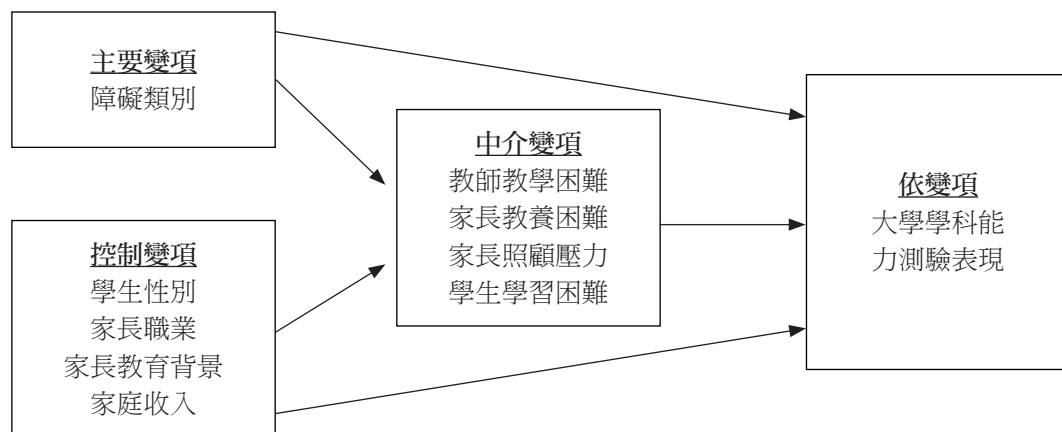 主要變項
障礙類別
控制變項
學生性別
家長職業
家長教育背景
家庭收入
中介變項
教師教學困難
家長教養困難
家長照顧壓力
學生學習困難
依變項
大學學科能
力測驗表現